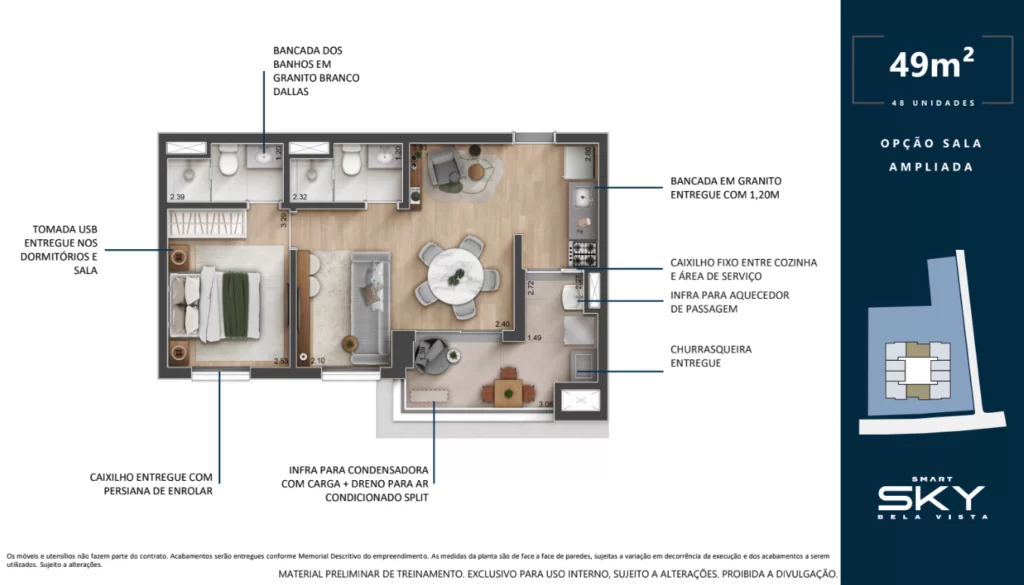 BANCADA DOS
BANHOS EM
GRANITO BRANCO
DALLAS
49m²
48 UNIDADES
OPÇÃO SALA
AMPLIADA
1.20
1.20
2.60
2.39
2.32
BANCADA EM GRANITO
ENTREGUE COM 1,20M
3.29
TOMADA USB
ENTREGUE NOS
DORMITÓRIOS E
SALA
CAIXILHO FIXO ENTRE COZINHA
E ÁREA DE SERVIÇO
2.72
INFRA PARA AQUECEDOR
DE PASSAGEM
2.40
1.49
CHURRASQUEIRA
ENTREGUE
2.53
2.10
3.06
CAIXILHO ENTREGUE COM
PERSIANA DE ENROLAR
INFRA PARA CONDENSADORA
COM CARGA + DRENO PARA AR
CONDICIONADO SPLIT
SMART
SKY
BELA VISTA
Os móveis e utensílios não fazem parte do contrato. Acabamentos serão entregues conforme Memorial Descritivo do empreendimento. As medidas da planta são de face a face de paredes, sujeitas a variação em decorrência da execução e dos acabamentos a serem
utilizados. Sujeito a alterações.
MATERIAL PRELIMINAR DE TREINAMENTO. EXCLUSIVO PARA USO INTERNO, SUJEITO A ALTERAÇÕES. PROIBIDA A DIVULGAÇÃO.